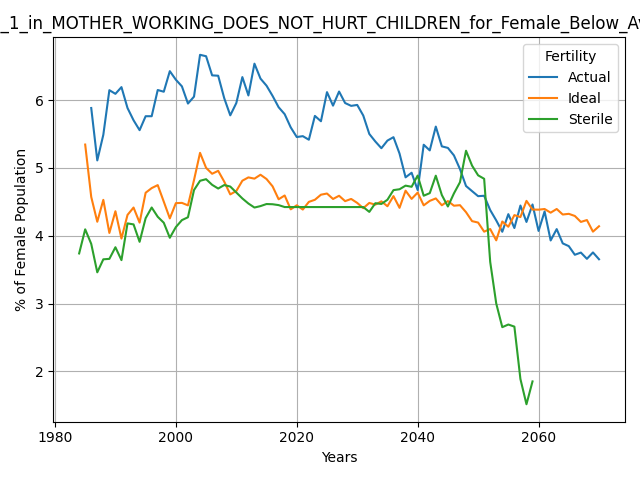 _1_in_MOTHER_WORKING_DOES_NOT_HURT_CHILDREN_for_Female_Below_Av
Fertility
Actual
Ideal
Sterile
% of Female Population
6
5
4
3
2
1980
2000
2020
2040
2060
Years